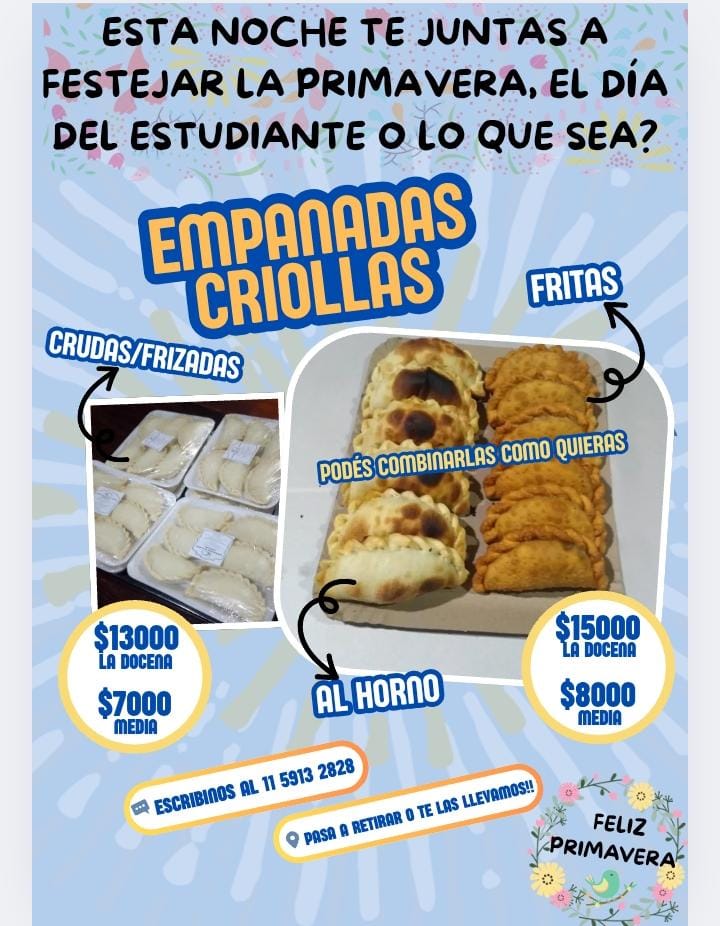 ESTA NOCHE TE JUNTAS A
FESTEJAR LA PRIMAVERA, EL DÍA
DEL ESTUDIANTE O LO QUE SEA?
EMPANADAS
CRIOLLAS
FRITAS
CRUDAS/FRIZADAS
PODÉS COMBINARLAS COMO QUIERAS
$13000
LA DOCENA
$7000
MEDIA
$15000
LA DOCENA
$8000
MEDIA
AL HORNO
ESCRIBINOS AL 11 5913 2828
PASA A RETIRAR O TE LAS LLEVAMOS!!
FELIZ
PRIMAVERA